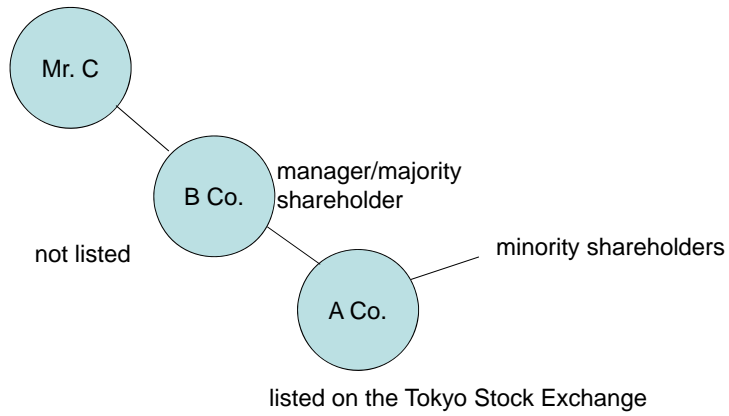 Mr. C
B Co.
manager/majority
shareholder
not listed
minority shareholders
A Co.
listed on the Tokyo Stock Exchange